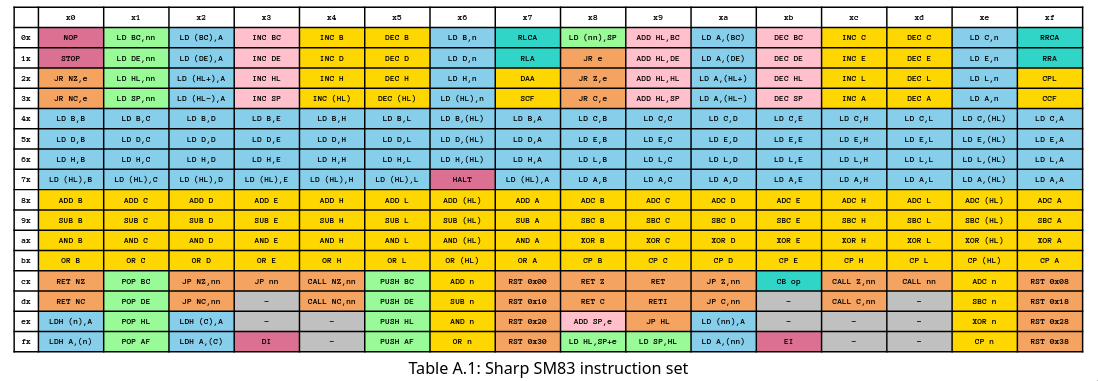 x0 x1 x2 x3 x4 x5 x6 x7 x8 x9 xa xb xc xd xe xf
0x NOP LD BC,nn LD (BC),A INC BC INC B DEC B LD B,n RLCA LD (nn),SP ADD HL,BC LD A,(BC) DEC BC INC C DEC C LD C,n RRCA
1x STOP LD DE,nn LD (DE),A INC DE INC D DEC D LD D,n RLA JR e ADD HL,DE LD A,(DE) DEC DE INC E DEC E LD E,n RRA
2x JR NZ,e LD HL,nn LD (HL+),A INC HL INC H DEC H LD H,n DAA JR Z,e ADD HL,HL LD A,(HL+) DEC HL INC L DEC L LD L,n CPL
3x JR NC,e LD SP,nn LD (HL-),A INC SP INC (HL) DEC (HL) LD (HL),n SCF JR C,e ADD HL,SP LD A,(HL-) DEC SP INC A DEC A LD A,n CCF
4x LD B,B LD B,C LD B,D LD B,E LD B,H LD B,L LD B,(HL) LD B,A LD C,B LD C,C LD C,D LD C,E LD C,H LD C,L LD C,(HL) LD C,A
5x LD D,B LD D,C LD D,D LD D,E LD D,H LD D,L LD D,(HL) LD D,A LD E,B LD E,C LD E,D LD E,E LD E,H LD E,L LD E,(HL) LD E,A
6x LD H,B LD H,C LD H,D LD H,E LD H,H LD H,L LD H,(HL) LD H,A LD L,B LD L,C LD L,D LD L,E LD L,H LD L,L LD L,(HL) LD L,A
7x LD (HL),B LD (HL),C LD (HL),D LD (HL),E LD (HL),H LD (HL),L HALT LD (HL),A LD A,B LD A,C LD A,D LD A,E LD A,H LD A,L LD A,(HL) LD A,A
8x ADD B ADD C ADD D ADD E ADD H ADD L ADD (HL) ADD A ADC B ADC C ADC D ADC E ADC H ADC L ADC (HL) ADC A
9x SUB B SUB C SUB D SUB E SUB H SUB L SUB (HL) SUB A SBC B SBC C SBC D SBC E SBC H SBC L SBC (HL) SBC A
ax AND B AND C AND D AND E AND H AND L AND (HL) AND A XOR B XOR C XOR D XOR E XOR H XOR L XOR (HL) XOR A
bx OR B OR C OR D OR E OR H OR L OR (HL) OR A CP B CP C CP D CP E CP H CP L CP (HL) CP A
cx RET NZ POP BC JP NZ,nn JP nn CALL NZ,nn PUSH BC ADD n RST 0x00 RET Z RET JP Z,nn CB op CALL Z,nn CALL nn ADC n RST 0x08
dx RET NC POP DE JP NC,nn – CALL NC,nn PUSH DE SUB n RST 0x10 RET C RETI JP C,nn – CALL C,nn – SBC n RST 0x18
ex LDH (n),A POP HL LDH (C),A – – PUSH HL AND n RST 0x20 ADD SP,e JP HL LD (nn),A – – – XOR n RST 0x28
fx LDH A,(n) POP AF LDH A,(C) DI – PUSH AF OR n RST 0x30 LD HL,SP+e LD SP,HL LD A,(nn) EI – – CP n RST 0x38
Table A.1: Sharp SM83 instruction set